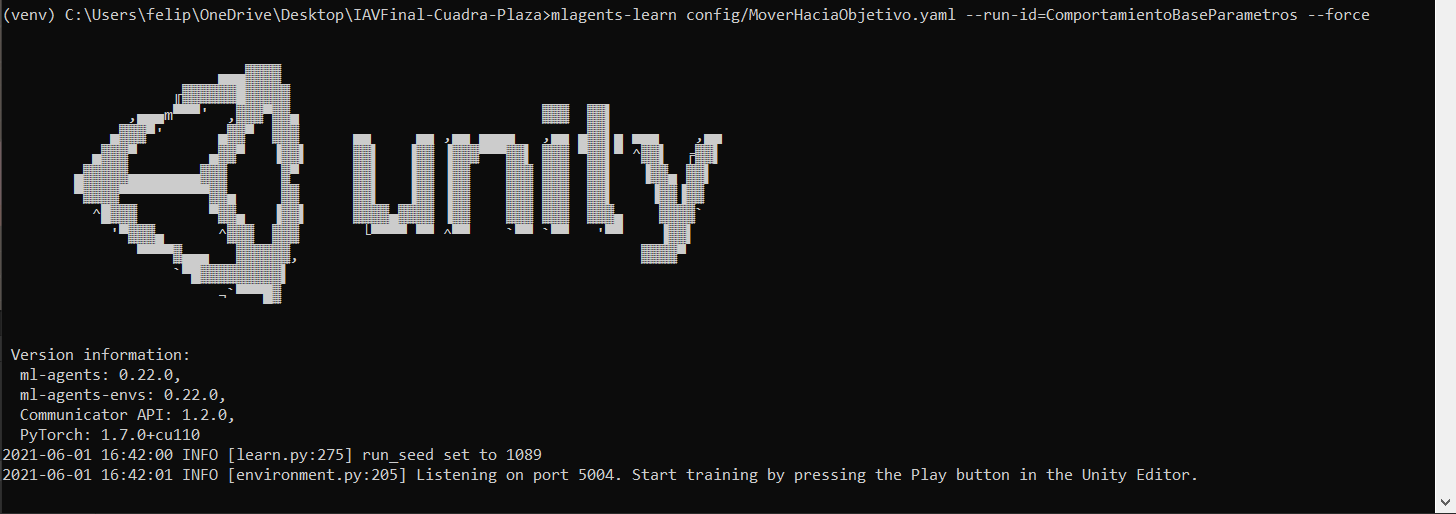 (venv) C:\Users\felip\OneDrive\Desktop\IAVFinal-Cuadra-Plaza>mlagents-learn config/MoverHaciaObjetivo.yaml --run-id=ComportamientoBaseParametros --force
unity
Version information:
ml-agents: 0.22.0,
ml-agents-envs: 0.22.0,
Communicator API: 1.2.0,
PyTorch: 1.7.0+cu110
2021-06-01 16:42:00 INFO [learn.py:275] run_seed set to 1089
2021-06-01 16:42:01 INFO [environment.py:205] Listening on port 5004. Start training by pressing the Play button in the Unity Editor.